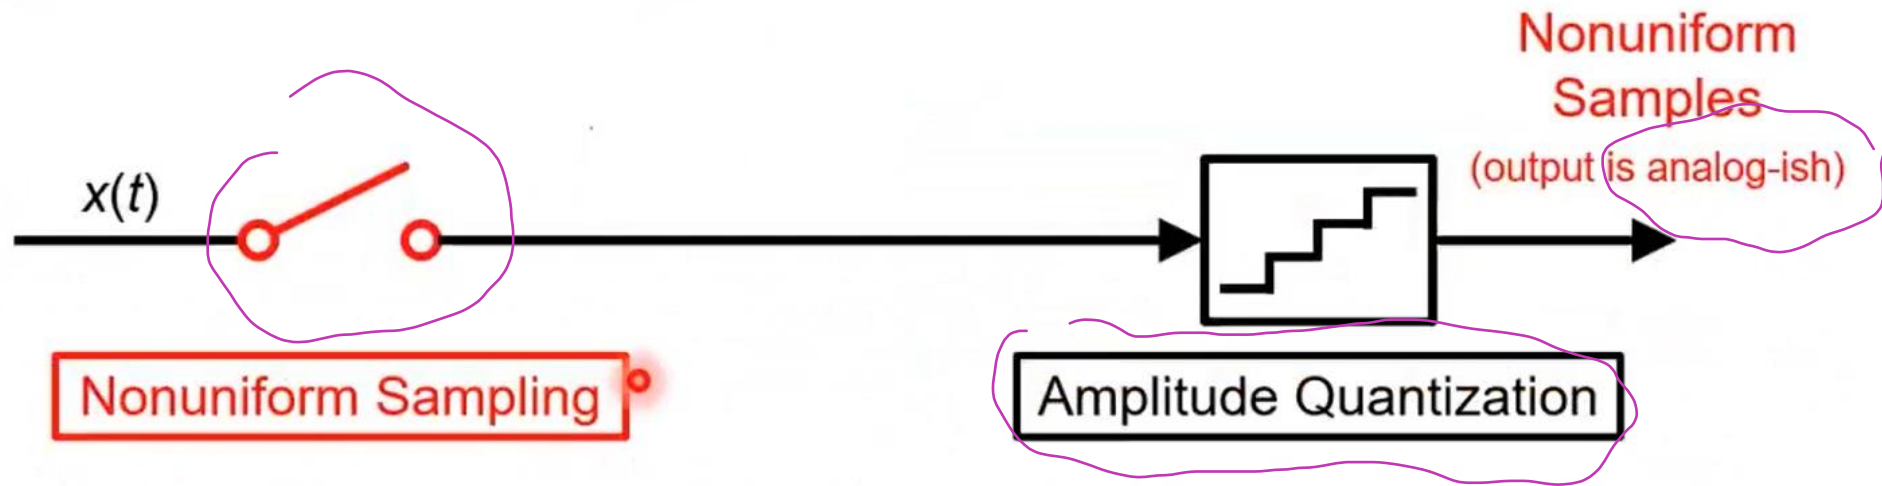 Nonuniform
Samples
(output is analog-ish)
x(t)
Nonuniform Sampling
Amplitude Quantization